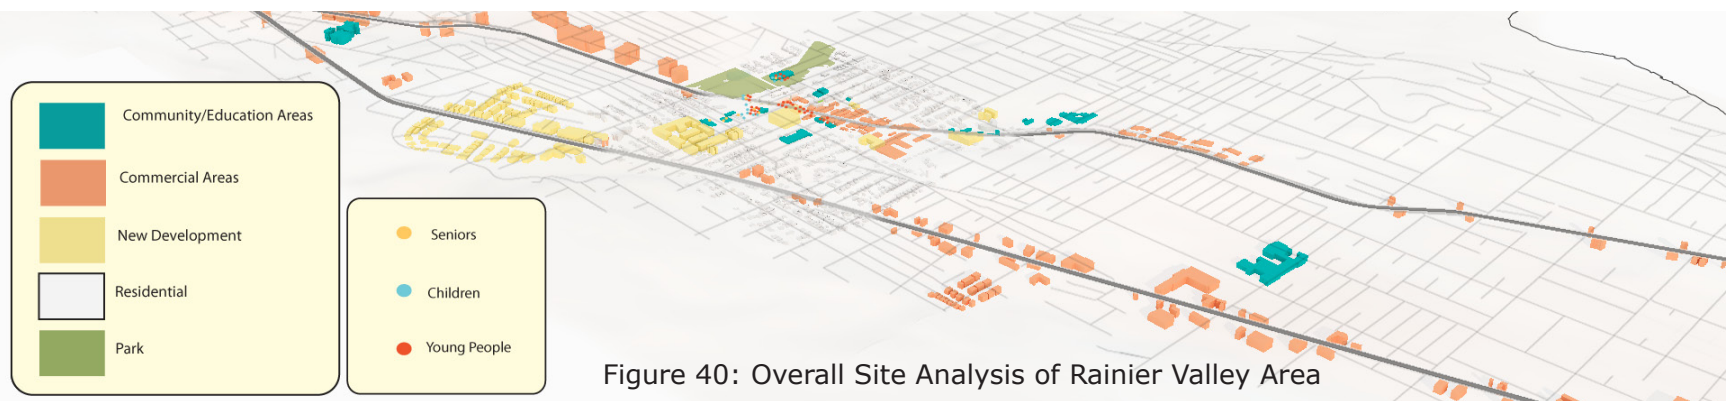 Community/Education Areas
Commercial Areas
New Development
Residential
Park
Seniors
Children
Young People
Figure 40: Overall Site Analysis of Rainier Valley Area